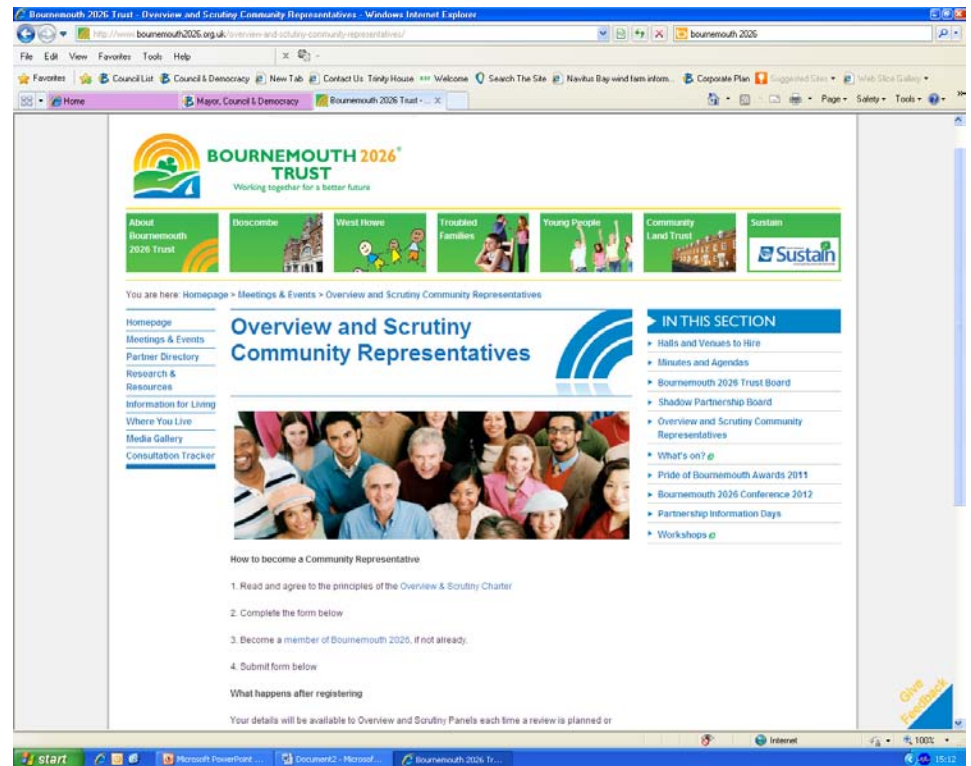 Bournemouth 2026 Trust - Overview and Scrutiny Community Representatives - Windows Internet Explorer
http://www.bournemouth2026.org.uk/overview-and-sctutiny-community-representatives/
bournemouth 2026
File Edit View Favorites Tools Help
Favorites Council List Council & Democracy New Tab Contact Us Trinity House Welcome Search The Site Navitus Bay wind farm inform... Corporate Plan Suggested Sites Web Slice Gallery
Home Mayor, Council & Democracy Bournemouth 2026 Trust - ... X Page Safety Tools
BOURNEMOUTH 2026
TRUST
Working together for a better future
About Bournemouth 2026 Trust
Boscombe
West Howe
Troubled Families
Young People
Community Land Trust
Sustain
Sustain
You are here: Homepage > Meetings & Events > Overview and Scrutiny Community Representatives
Homepage
Meetings & Events
Partner Directory
Research &
Resources
Information for Living
Where You Live
Media Gallery
Consultation Tracker
Overview and Scrutiny
Community Representatives
How to become a Community Representative
1. Read and agree to the principles of the Overview & Scrutiny Charter
2. Complete the form below
3. Become a member of Bournemouth 2026, if not already.
4. Submit form below
What happens after registering
Your details will be available to Overview and Scrutiny Panels each time a review is planned or
IN THIS SECTION
Halls and Venues to Hire
Minutes and Agendas
Bournemouth 2026 Trust Board
Shadow Partnership Board
Overview and Scrutiny Community
Representatives
What's on?
Pride of Bournemouth Awards 2011
Bournemouth 2026 Conference 2012
Partnership Information Days
Workshops
Give
Feedback
Internet 100%
start Microsoft PowerPoint ... Document2 - Microsof... Bournemouth 2026 Tr... 15:12